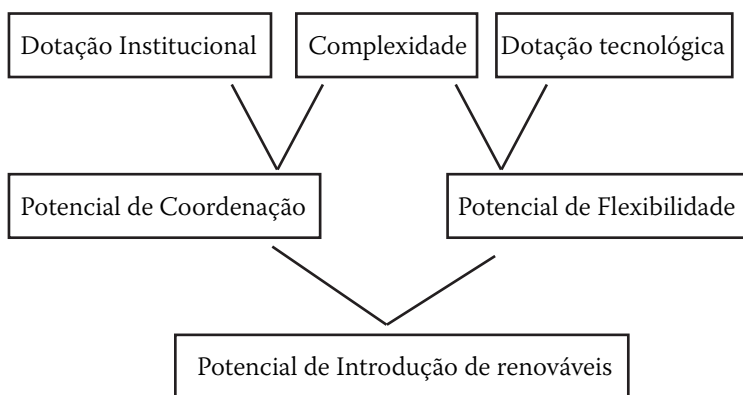 Dotação Institucional
Complexidade
Dotação tecnológica
Potencial de Coordenação
Potencial de Flexibilidade
Potencial de Introdução de renováveis